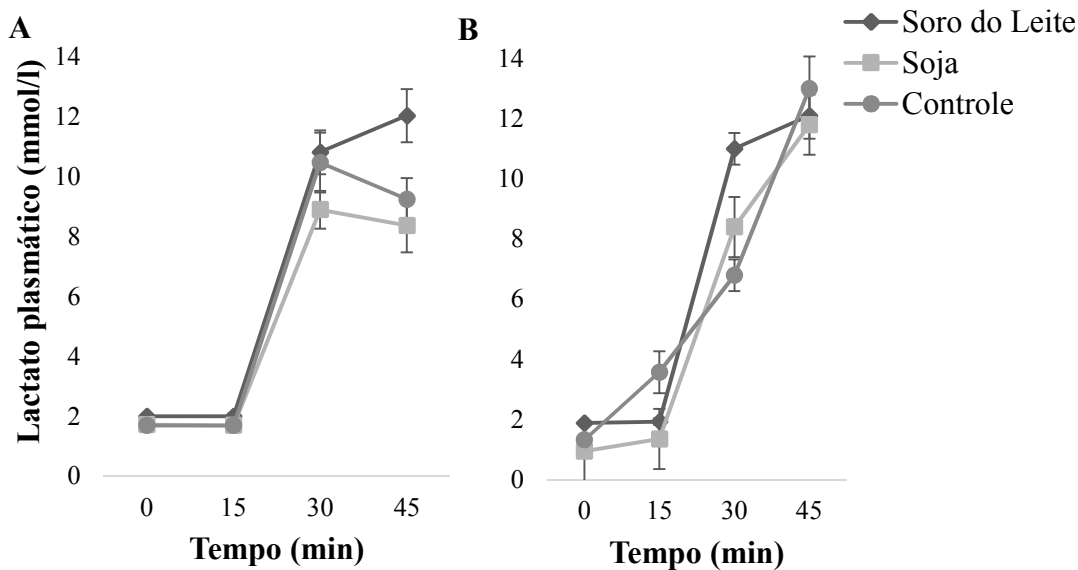 A
Lactato plasmático (mmol/l)
14
12
10
8
6
4
2
0
0 15 30 45
Tempo (min)
B
14
12
10
8
6
4
2
0
0 15 30 45
Tempo (min)
Soro do Leite
Soja
Controle